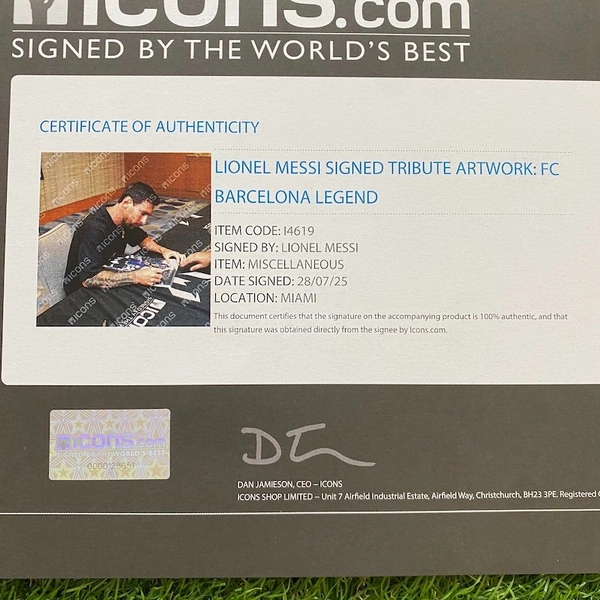 icons.com
SIGNED BY THE WORLD'S BEST
CERTIFICATE OF AUTHENTICITY
LIONEL MESSI SIGNED TRIBUTE ARTWORK: FC
BARCELONA LEGEND
ITEM CODE: I4619
SIGNED BY: LIONEL MESSI
ITEM: MISCELLANEOUS
DATE SIGNED: 28/07/25
LOCATION: MIAMI
This document certifies that the signature on the accompanying product is 100% authentic, and that
this signature was obtained directly from the signee by Icons.com.
icons.com
SIGNED BY THE WORLD'S BEST
0000125651
DAN JAMIESON, CEO – ICONS
ICONS SHOP LIMITED – Unit 7 Airfield Industrial Estate, Airfield Way, Christchurch, BH23 3PE. Registered